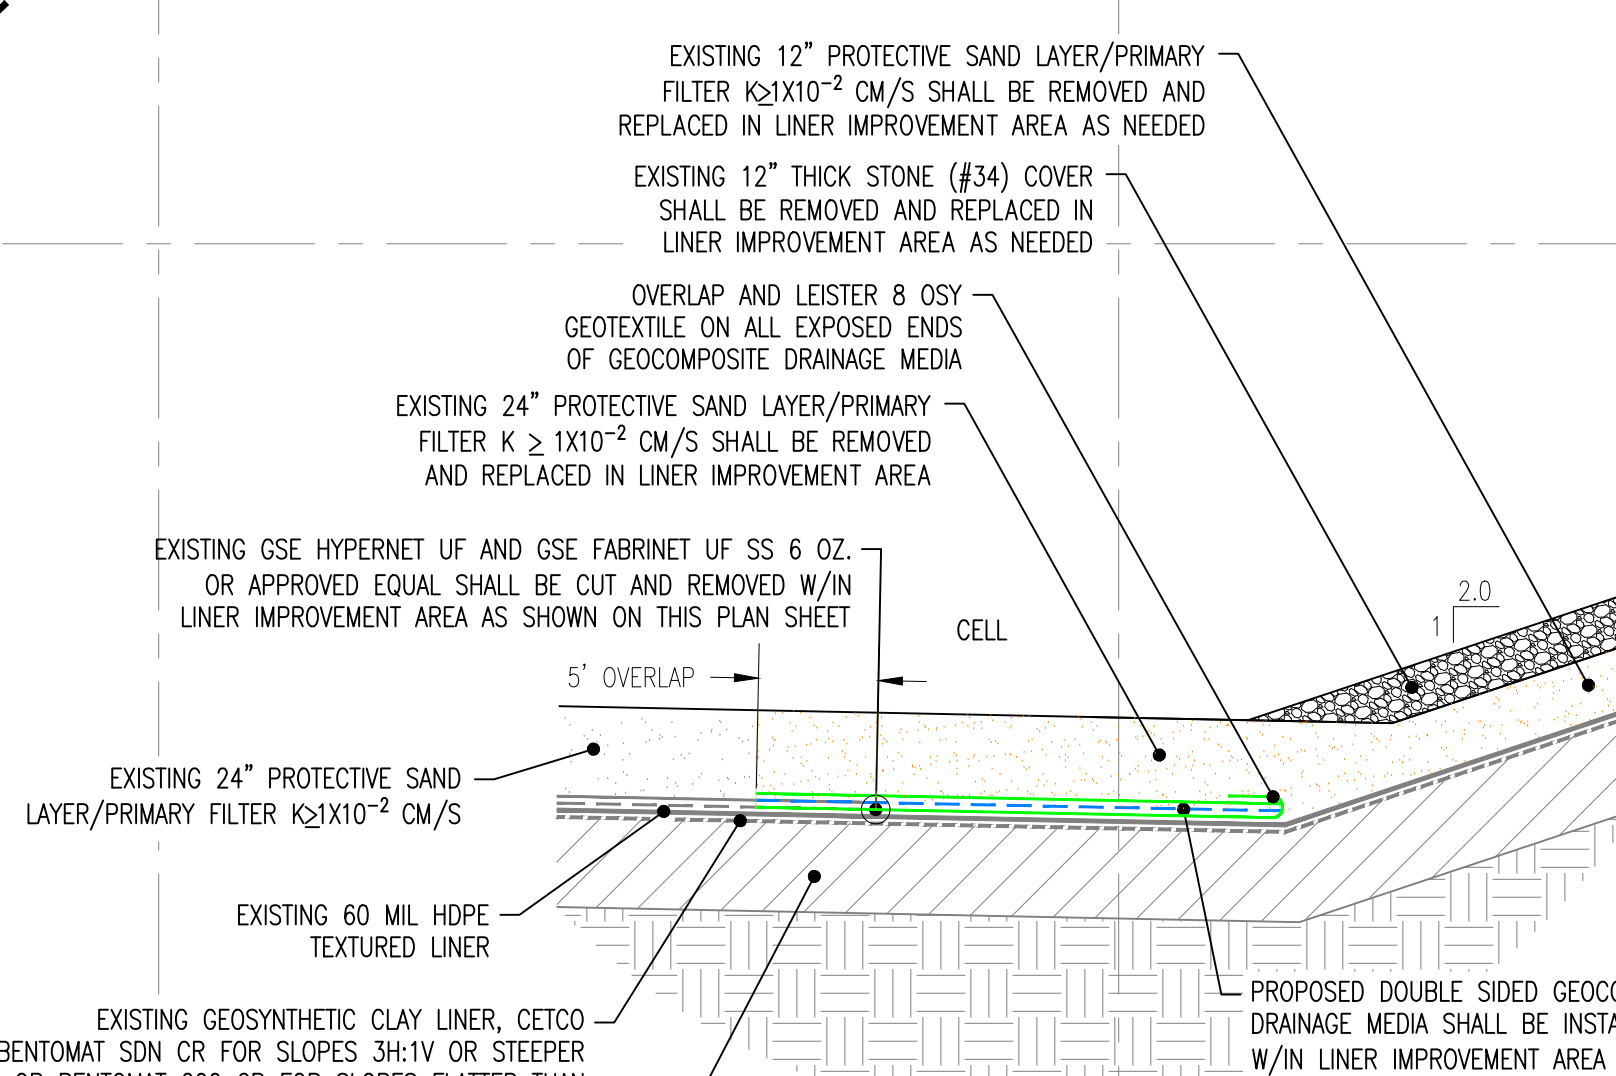 EXISTING 12” PROTECTIVE SAND LAYER/PRIMARY
FILTER K≥1X10⁻² CM/S SHALL BE REMOVED AND
REPLACED IN LINER IMPROVEMENT AREA AS NEEDED
EXISTING 12” THICK STONE (#34) COVER
SHALL BE REMOVED AND REPLACED IN
LINER IMPROVEMENT AREA AS NEEDED
OVERLAP AND LEISTER 8 OSY
GEOTEXTILE ON ALL EXPOSED ENDS
OF GEOCOMPOSITE DRAINAGE MEDIA
EXISTING 24” PROTECTIVE SAND LAYER/PRIMARY
FILTER K ≥ 1X10⁻² CM/S SHALL BE REMOVED
AND REPLACED IN LINER IMPROVEMENT AREA
EXISTING GSE HYPERNET UF AND GSE FABRINET UF SS 6 OZ.
OR APPROVED EQUAL SHALL BE CUT AND REMOVED W/IN
LINER IMPROVEMENT AREA AS SHOWN ON THIS PLAN SHEET
2.0
1
CELL
5’ OVERLAP
EXISTING 24” PROTECTIVE SAND
LAYER/PRIMARY FILTER K≥1X10⁻² CM/S
EXISTING 60 MIL HDPE
TEXTURED LINER
EXISTING GEOSYNTHETIC CLAY LINER, CETCO
BENTOMAT SDN CR FOR SLOPES 3H:1V OR STEEPER
PROPOSED DOUBLE SIDED
DRAINAGE MEDIA SHALL BE
W/IN LINER IMPROVEMENT AREA